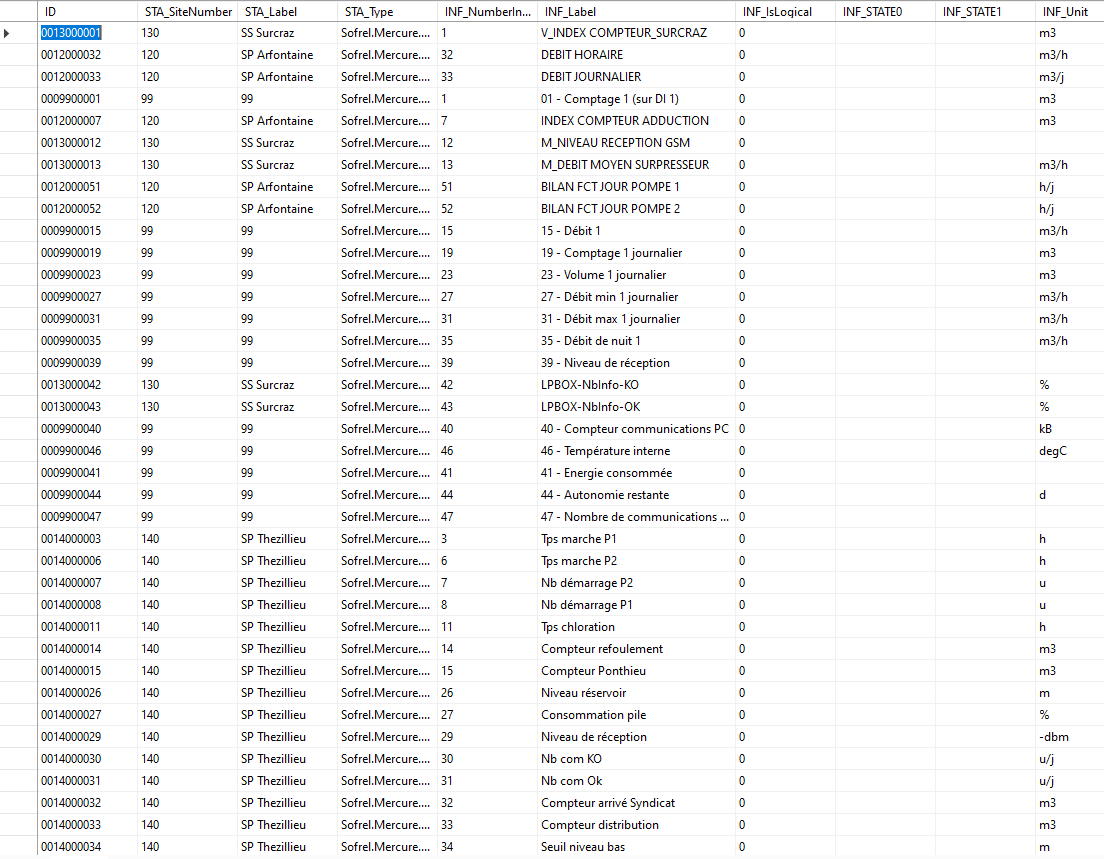 ID STA_SiteNumber STA_Label STA_Type INF_NumberIn... INF_Label INF_IsLogical INF_STATE0 INF_STATE1 INF_Unit
0013000001 130 SS Surcraz Sofrel.Mercure.... 1 V_INDEX COMPTEUR_SURCRAZ 0 m3
0012000032 120 SP Arfontaine Sofrel.Mercure.... 32 DEBIT HORAIRE 0 m3/h
0012000033 120 SP Arfontaine Sofrel.Mercure.... 33 DEBIT JOURNALIER 0 m3/j
0009900001 99 99 Sofrel.Mercure.... 1 01 - Comptage 1 (sur DI 1) 0 m3
0012000007 120 SP Arfontaine Sofrel.Mercure.... 7 INDEX COMPTEUR ADDUCTION 0 m3
0013000012 130 SS Surcraz Sofrel.Mercure.... 12 M_NIVEAU RECEPTION GSM 0
0013000013 130 SS Surcraz Sofrel.Mercure.... 13 M_DEBIT MOYEN SURPRESSEUR 0 m3/h
0012000051 120 SP Arfontaine Sofrel.Mercure.... 51 BILAN FCT JOUR POMPE 1 0 h/j
0012000052 120 SP Arfontaine Sofrel.Mercure.... 52 BILAN FCT JOUR POMPE 2 0 h/j
0009900015 99 99 Sofrel.Mercure.... 15 15 - Débit 1 0 m3/h
0009900019 99 99 Sofrel.Mercure.... 19 19 - Comptage 1 journalier 0 m3
0009900023 99 99 Sofrel.Mercure.... 23 23 - Volume 1 journalier 0 m3
0009900027 99 99 Sofrel.Mercure.... 27 27 - Débit min 1 journalier 0 m3/h
0009900031 99 99 Sofrel.Mercure.... 31 31 - Débit max 1 journalier 0 m3/h
0009900035 99 99 Sofrel.Mercure.... 35 35 - Débit de nuit 1 0 m3/h
0009900039 99 99 Sofrel.Mercure.... 39 39 - Niveau de réception 0
0013000042 130 SS Surcraz Sofrel.Mercure.... 42 LPBOX-NbInfo-KO 0 %
0013000043 130 SS Surcraz Sofrel.Mercure.... 43 LPBOX-NbInfo-OK 0 %
0009900040 99 99 Sofrel.Mercure.... 40 40 - Compteur communications PC 0 kB
0009900046 99 99 Sofrel.Mercure.... 46 46 - Température interne 0 degC
0009900041 99 99 Sofrel.Mercure.... 41 41 - Energie consommée 0
0009900044 99 99 Sofrel.Mercure.... 44 44 - Autonomie restante 0 d
0009900047 99 99 Sofrel.Mercure.... 47 47 - Nombre de communications ... 0
0014000003 140 SP Thezillieu Sofrel.Mercure.... 3 Tps marche P1 0 h
0014000006 140 SP Thezillieu Sofrel.Mercure.... 6 Tps marche P2 0 h
0014000007 140 SP Thezillieu Sofrel.Mercure.... 7 Nb démarrage P2 0 u
0014000008 140 SP Thezillieu Sofrel.Mercure.... 8 Nb démarrage P1 0 u
0014000011 140 SP Thezillieu Sofrel.Mercure.... 11 Tps chloration 0 h
0014000014 140 SP Thezillieu Sofrel.Mercure.... 14 Compteur refoulement 0 m3
0014000015 140 SP Thezillieu Sofrel.Mercure.... 15 Compteur Ponthieu 0 m3
0014000026 140 SP Thezillieu Sofrel.Mercure.... 26 Niveau réservoir 0 m
0014000027 140 SP Thezillieu Sofrel.Mercure.... 27 Consommation pile 0 %
0014000029 140 SP Thezillieu Sofrel.Mercure.... 29 Niveau de réception 0 -dbm
0014000030 140 SP Thezillieu Sofrel.Mercure.... 30 Nb com KO 0 u/j
0014000031 140 SP Thezillieu Sofrel.Mercure.... 31 Nb com Ok 0 u/j
0014000032 140 SP Thezillieu Sofrel.Mercure.... 32 Compteur arrivé Syndicat 0 m3
0014000033 140 SP Thezillieu Sofrel.Mercure.... 33 Compteur distribution 0 m3
0014000034 140 SP Thezillieu Sofrel.Mercure.... 34 Seuil niveau bas 0 m